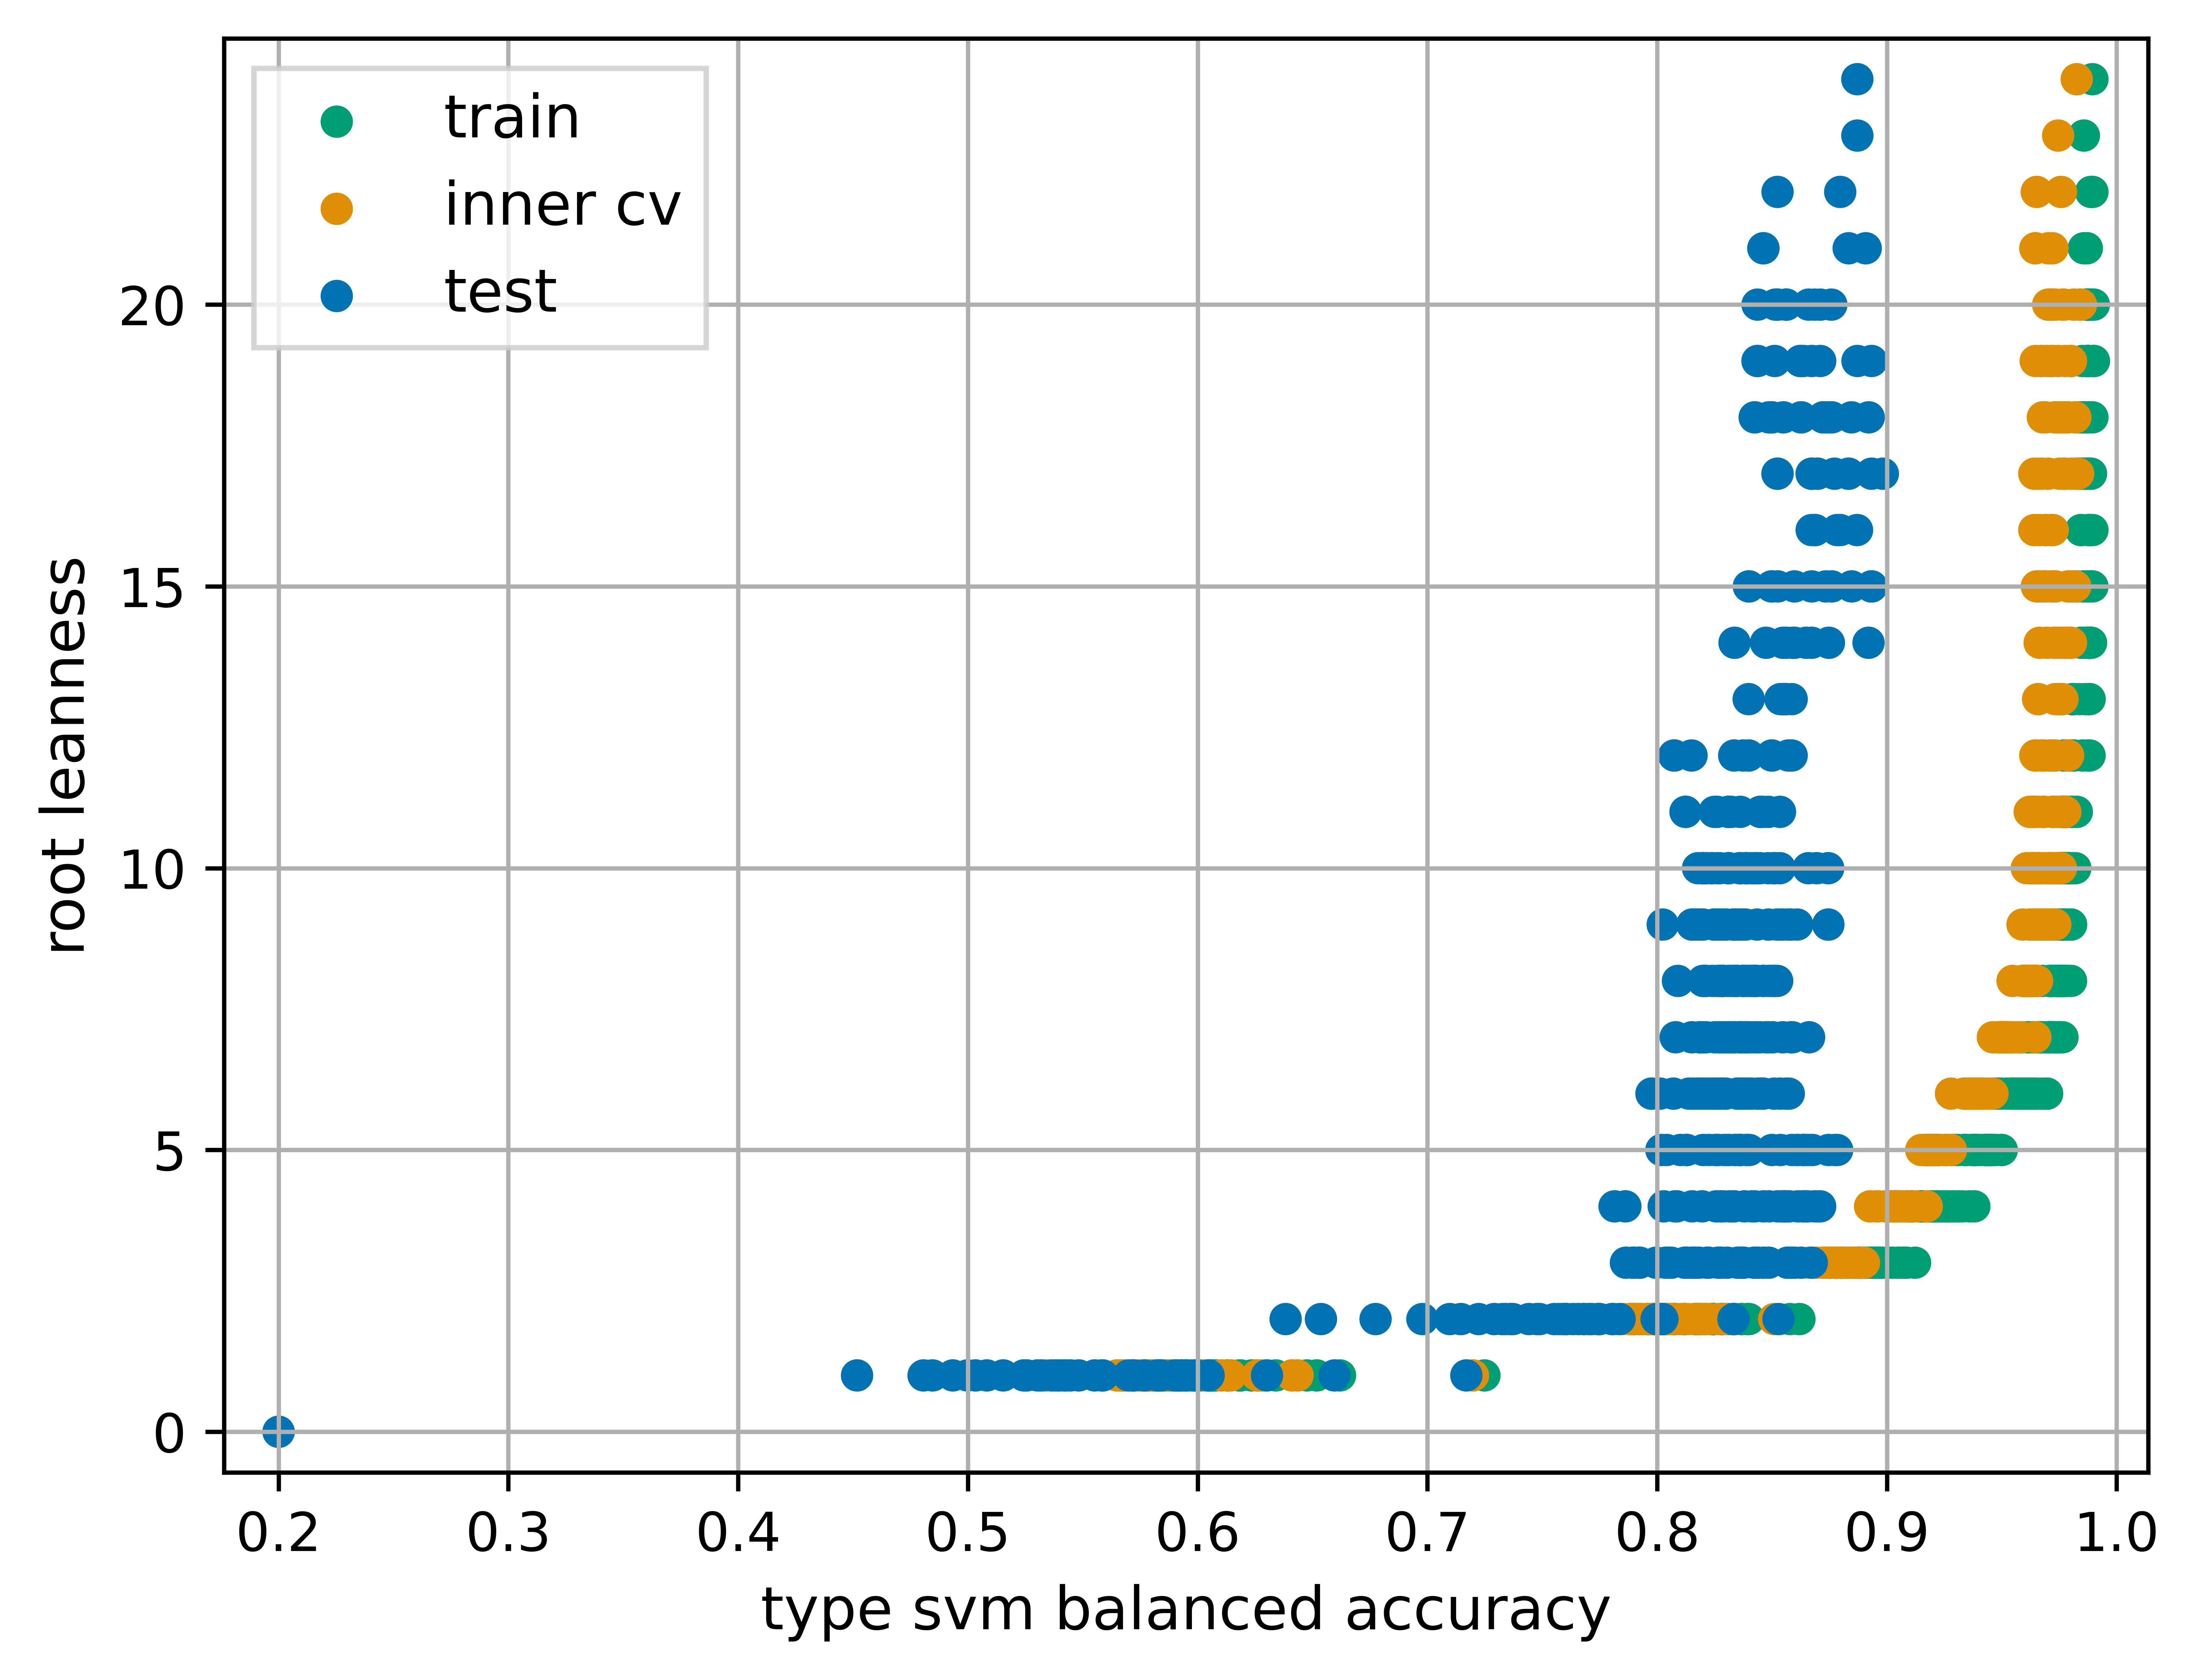 train
inner cv
test
20
15
10
5
0
root leanness
0.2 0.3 0.4 0.5 0.6 0.7 0.8 0.9 1.0
type svm balanced accuracy